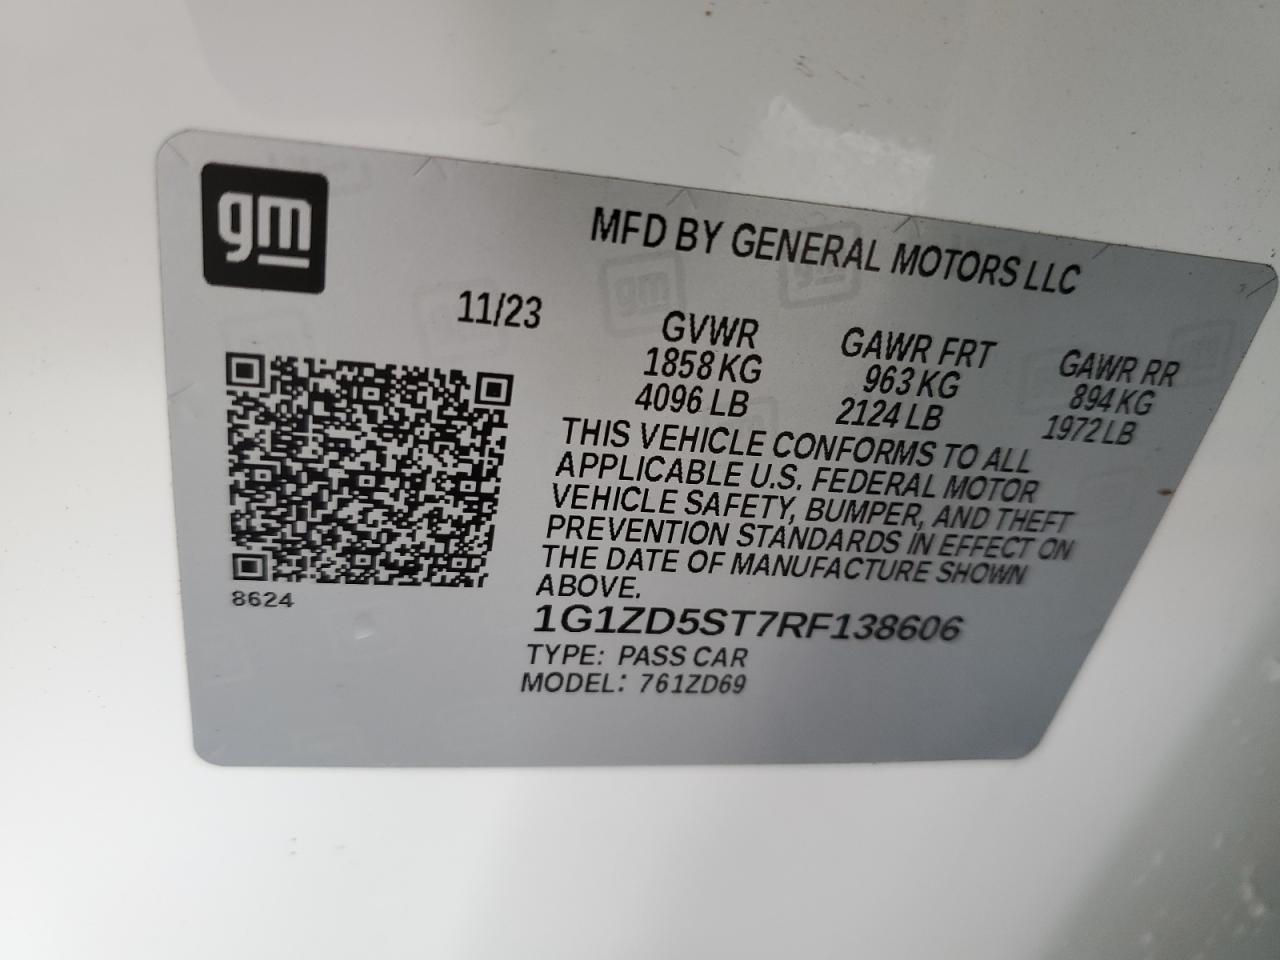 gm
MFD BY GENERAL MOTORS LLC
11/23
GVWR GAWR FRT GAWR RR
1858 KG 963 KG 894 KG
4096 LB 2124 LB 1972 LB
THIS VEHICLE CONFORMS TO ALL
APPLICABLE U.S. FEDERAL MOTOR
VEHICLE SAFETY, BUMPER, AND THEFT
PREVENTION STANDARDS IN EFFECT ON
THE DATE OF MANUFACTURE SHOWN
ABOVE.
8624
1G1ZD5ST7RF138606
TYPE: PASS CAR
MODEL: 761ZD69